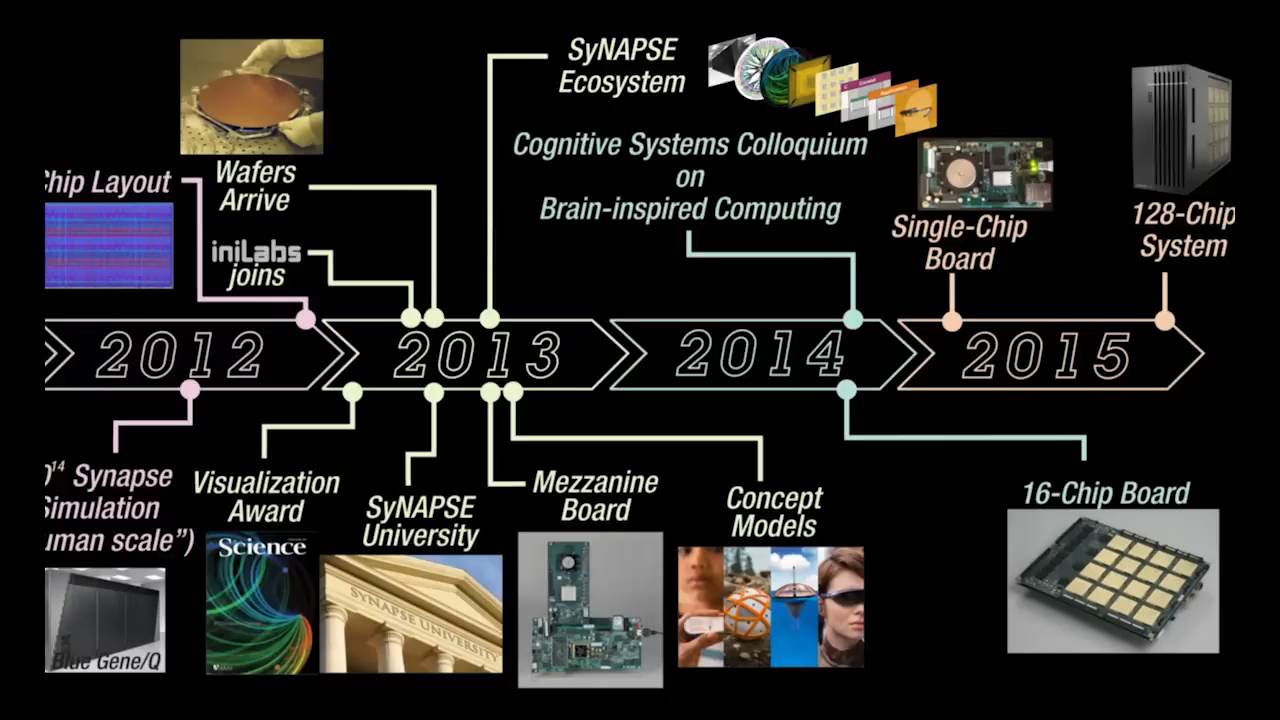 SyNAPSE
Ecosystem
Cognitive Systems Colloquium
on
Brain-inspired Computing
Chip Layout
Wafers
Arrive
iniLabs
joins
Single-Chip
Board
128-Chip
System
2012
2013
2014
2015
0¹⁴ Synapse
Simulation
uman scale”)
Blue Gene/Q
Visualization
Award
Science
SyNAPSE
University
SYNAPSE UNIVERSITY
Mezzanine
Board
Concept
Models
16-Chip Board